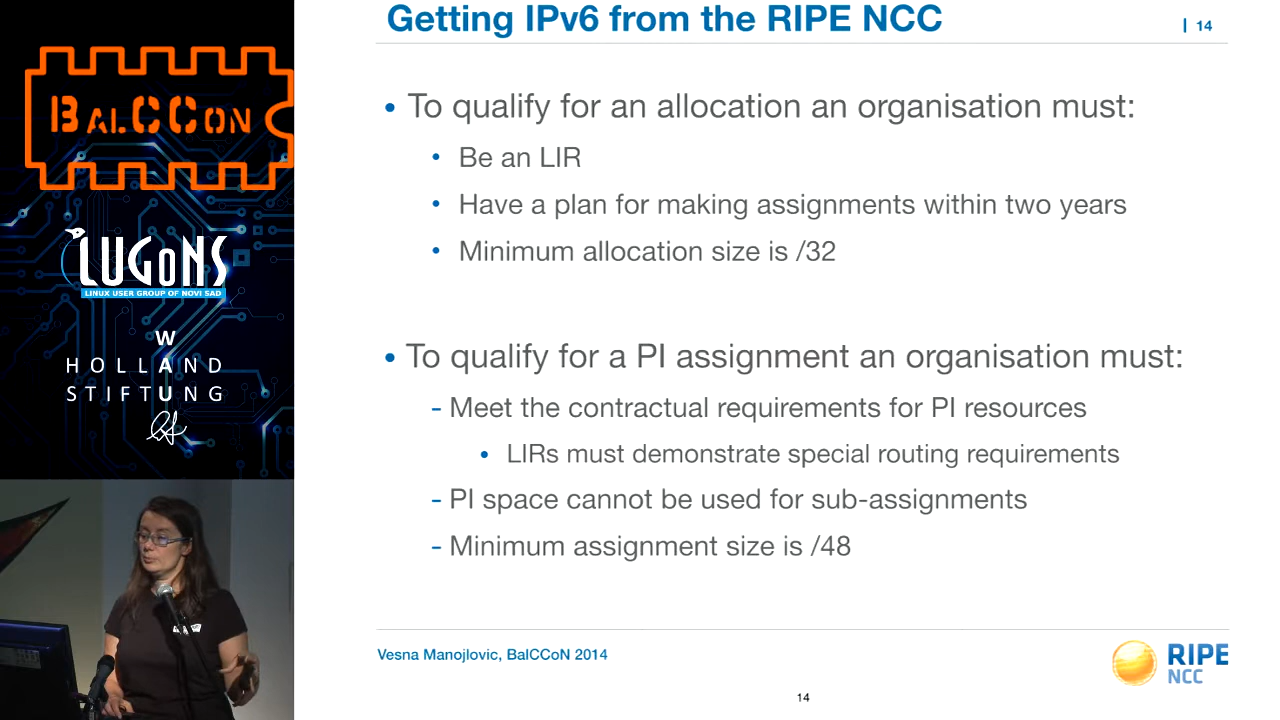 Getting IPv6 from the RIPE NCC
| 14
BALCCON
LUGONS
LINUX USER GROUP OF NOVI SAD
W
HOLLAND
STIFTUNG
• To qualify for an allocation an organisation must:
• Be an LIR
• Have a plan for making assignments within two years
• Minimum allocation size is /32
• To qualify for a PI assignment an organisation must:
- Meet the contractual requirements for PI resources
• LIRs must demonstrate special routing requirements
- PI space cannot be used for sub-assignments
- Minimum assignment size is /48
Vesna Manojlovic, BalCCoN 2014
RIPE
NCC
14